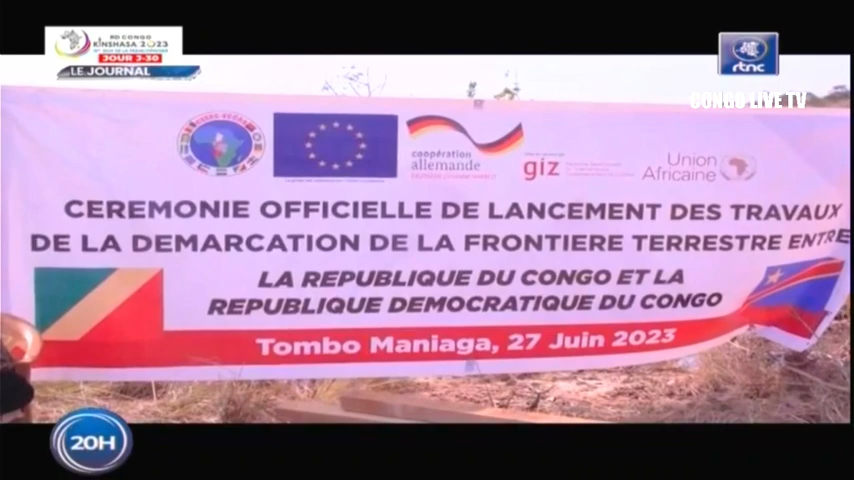 RD CONGO
KINSHASA 2023
JOUR J-30
LE JOURNAL
rtnc
CONGO LIVE TV
coopération
allemande
DEUTSCHE ZUSAMMENARBEIT
giz
Union
Africaine
CEREMONIE OFFICIELLE DE LANCEMENT DES TRAVAUX
DE LA DEMARCATION DE LA FRONTIERE TERRESTRE ENTRE
LA REPUBLIQUE DU CONGO ET LA
REPUBLIQUE DEMOCRATIQUE DU CONGO
Tombo Maniaga, 27 Juin 2023
20H